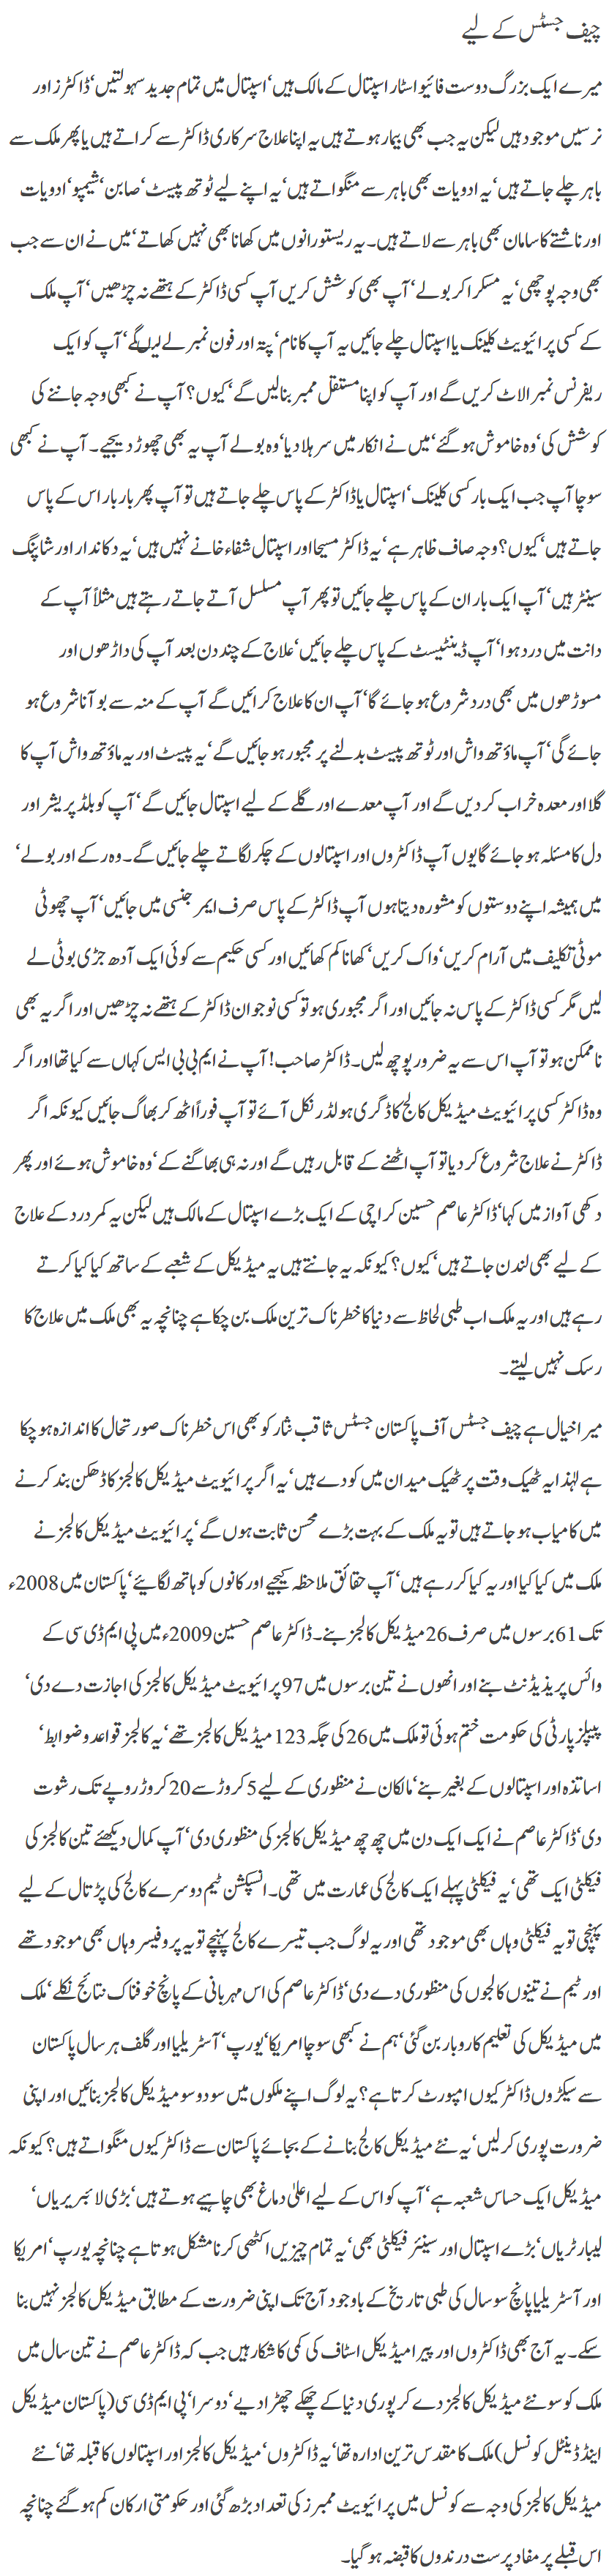 چیف جسٹس کے لیے
میرے ایک بزرگ دوست فائیو اسٹار اسپتال کے مالک ہیں‘ اسپتال میں تمام جدید سہولتیں‘ ڈاکٹرز اور
نرسیں موجود ہیں لیکن یہ جب بھی بیمار ہوتے ہیں یہ اپنا علاج سرکاری ڈاکٹر سے کراتے ہیں یا پھر ملک سے
باہر چلے جاتے ہیں‘ یہ ادویات بھی باہر سے منگواتے ہیں‘ یہ اپنے لیے ٹوتھ پیسٹ‘ صابن‘ شیمپو‘ ادویات
اور ناشتے کا سامان بھی باہر سے لاتے ہیں۔ یہ ریستورانوں میں کھانا بھی نہیں کھاتے‘ میں نے ان سے جب
بھی وجہ پوچھی‘ یہ مسکرا کر بولے‘ آپ بھی کوشش کریں آپ کسی ڈاکٹر کے ہتھے نہ چڑھیں‘ آپ ملک
کے کسی پرائیویٹ کلینک یا اسپتال چلے جائیں یہ آپ کا نام‘ پتہ اور فون نمبر لے لیں گے‘ آپ کو ایک
ریفرنس نمبر الاٹ کریں گے اور آپ کو اپنا مستقل ممبر بنا لیں گے‘ کیوں؟ آپ نے کبھی وجہ جاننے کی
کوشش کی‘ وہ خاموش ہو گئے‘ میں نے انکار میں سر ہلا دیا‘ وہ بولے آپ یہ بھی چھوڑ دیجیے۔ آپ نے کبھی
سوچا آپ جب ایک بار کسی کلینک‘ اسپتال یا ڈاکٹر کے پاس چلے جاتے ہیں تو آپ پھر بار بار اس کے پاس
جاتے ہیں‘ کیوں؟ وجہ صاف ظاہر ہے‘ یہ ڈاکٹر مسیحا اور اسپتال شفاء خانے نہیں ہیں‘ یہ دکاندار اور شاپنگ
سینٹر ہیں‘ آپ ایک بار ان کے پاس چلے جائیں تو پھر آپ مسلسل آتے جاتے رہتے ہیں مثلاً آپ کے
دانت میں درد ہوا‘ آپ ڈینٹیسٹ کے پاس چلے جائیں‘ علاج کے چند دن بعد آپ کی داڑھوں اور
مسوڑھوں میں بھی درد شروع ہو جائے گا‘ آپ ان کا علاج کرائیں گے آپ کے منہ سے بو آنا شروع ہو
جائے گی‘ آپ ماؤتھ واش اور ٹوتھ پیسٹ بدلنے پر مجبور ہو جائیں گے‘ یہ پیسٹ اور یہ ماؤتھ واش آپ کا
گلا اور معدہ خراب کر دیں گے اور آپ معدے اور گلے کے لیے اسپتال جائیں گے‘ آپ کو بلڈ پریشر اور
دل کا مسئلہ ہو جائے گا یوں آپ ڈاکٹروں اور اسپتالوں کے چکر لگاتے چلے جائیں گے۔ وہ رکے اور بولے‘
میں ہمیشہ اپنے دوستوں کو مشورہ دیتا ہوں آپ ڈاکٹر کے پاس صرف ایمرجنسی میں جائیں‘ آپ چھوٹی
موٹی تکلیف میں آرام کریں‘ واک کریں‘ کھانا کم کھائیں اور کسی حکیم سے کوئی ایک آدھ جڑی بوٹی لے
لیں مگر کسی ڈاکٹر کے پاس نہ جائیں اور اگر مجبوری ہو تو کسی نوجوان ڈاکٹر کے ہتھے نہ چڑھیں اور اگر یہ بھی
ناممکن ہو تو آپ اس سے یہ ضرور پوچھ لیں۔ ڈاکٹر صاحب! آپ نے ایم بی بی ایس کہاں سے کیا تھا اور اگر
وہ ڈاکٹر کسی پرائیویٹ میڈیکل کالج کا ڈگری ہولڈر نکل آئے تو آپ فوراً اٹھ کر بھاگ جائیں کیونکہ اگر
ڈاکٹر نے علاج شروع کر دیا تو آپ اٹھنے کے قابل رہیں گے اور نہ ہی بھاگنے کے‘ وہ خاموش ہوئے اور پھر
دکھی آواز میں کہا‘ ڈاکٹر عاصم حسین کراچی کے ایک بڑے اسپتال کے مالک ہیں لیکن یہ کمر درد کے علاج
کے لیے بھی لندن جاتے ہیں‘ کیوں؟ کیونکہ یہ جانتے ہیں یہ میڈیکل کے شعبے کے ساتھ کیا کیا کرتے
رہے ہیں اور یہ ملک اب طبی لحاظ سے دنیا کا خطرناک ترین ملک بن چکا ہے چنانچہ یہ بھی ملک میں علاج کا
رسک نہیں لیتے۔
میرا خیال ہے چیف جسٹس آف پاکستان جسٹس ثاقب نثار کو بھی اس خطرناک صورتحال کا اندازہ ہو چکا
ہے لہٰذا یہ ٹھیک وقت پر ٹھیک میدان میں کودے ہیں‘ یہ اگر پرائیویٹ میڈیکل کالجز کا ڈھکن بند کرنے
میں کامیاب ہو جاتے ہیں تو یہ ملک کے بہت بڑے محسن ثابت ہوں گے‘ پرائیویٹ میڈیکل کالجز نے
ملک میں کیا کیا اور یہ کیا کر رہے ہیں‘ آپ حقائق ملاحظہ کیجیے اور کانوں کو ہاتھ لگائیے‘ پاکستان میں 2008ء
تک 61 برسوں میں صرف 26 میڈیکل کالجز بنے۔ ڈاکٹر عاصم حسین 2009ء میں پی ایم ڈی سی کے
وائس پریذیڈنٹ بنے اور انھوں نے تین برسوں میں 97 پرائیویٹ میڈیکل کالجز کی اجازت دے دی‘
پیپلز پارٹی کی حکومت ختم ہوئی تو ملک میں 26 کی جگہ 123 میڈیکل کالجز تھے‘ یہ کالجز قواعد و ضوابط‘
اساتذہ اور اسپتالوں کے بغیر بنے‘ مالکان نے منظوری کے لیے 5 کروڑ سے 20 کروڑ روپے تک رشوت
دی‘ ڈاکٹر عاصم نے ایک ایک دن میں چھ چھ میڈیکل کالجز کی منظوری دی‘ آپ کمال دیکھئے تین کالجز کی
فیکلٹی ایک تھی‘ یہ فیکلٹی پہلے ایک کالج کی عمارت میں تھی۔ انسپکشن ٹیم دوسرے کالج کی پڑتال کے لیے
پہنچی تو یہ فیکلٹی وہاں بھی موجود تھی اور یہ لوگ جب تیسرے کالج پہنچے تو یہ پروفیسر وہاں بھی موجود تھے
اور ٹیم نے تینوں کالجوں کی منظوری دے دی‘ ڈاکٹر عاصم کی اس مہربانی کے پانچ خوفناک نتائج نکلے‘ ملک
میں میڈیکل کی تعلیم کاروبار بن گئی‘ ہم نے کبھی سوچا امریکا‘ یورپ‘ آسٹریلیا اور گلف ہر سال پاکستان
سے سیکڑوں ڈاکٹر کیوں امپورٹ کرتا ہے؟ یہ لوگ اپنے ملکوں میں سو دو سو میڈیکل کالجز بنائیں اور اپنی
ضرورت پوری کر لیں‘ یہ نئے میڈیکل کالج بنانے کے بجائے پاکستان سے ڈاکٹر کیوں منگواتے ہیں؟ کیونکہ
میڈیکل ایک حساس شعبہ ہے‘ آپ کو اس کے لیے اعلیٰ دماغ بھی چاہیے ہوتے ہیں‘ بڑی لائبریریاں‘
لیبارٹریاں‘ بڑے اسپتال اور سینئر فیکلٹی بھی‘ یہ تمام چیزیں اکٹھی کرنا مشکل ہوتا ہے چنانچہ یورپ‘ امریکا
اور آسٹریلیا پانچ سو سال کی طبی تاریخ کے باوجود آج تک اپنی ضرورت کے مطابق میڈیکل کالجز نہیں بنا
سکے۔ یہ آج بھی ڈاکٹروں اور پیرا میڈیکل اسٹاف کی کمی کا شکار ہیں جب کہ ڈاکٹر عاصم نے تین سال میں
ملک کو سو نئے میڈیکل کالجز دے کر پوری دنیا کے چھکے چھڑا دیے‘ دوسرا‘ پی ایم ڈی سی (پاکستان میڈیکل
اینڈ ڈینٹل کونسل) ملک کا مقدس ترین ادارہ تھا‘ یہ ڈاکٹروں‘ میڈیکل کالجز اور اسپتالوں کا قبلہ تھا‘ نئے
میڈیکل کالجز کی وجہ سے کونسل میں پرائیویٹ ممبرز کی تعداد بڑھ گئی اور حکومتی ارکان کم ہو گئے چنانچہ
اس قبلے پر مفاد پرست درندوں کا قبضہ ہو گیا۔